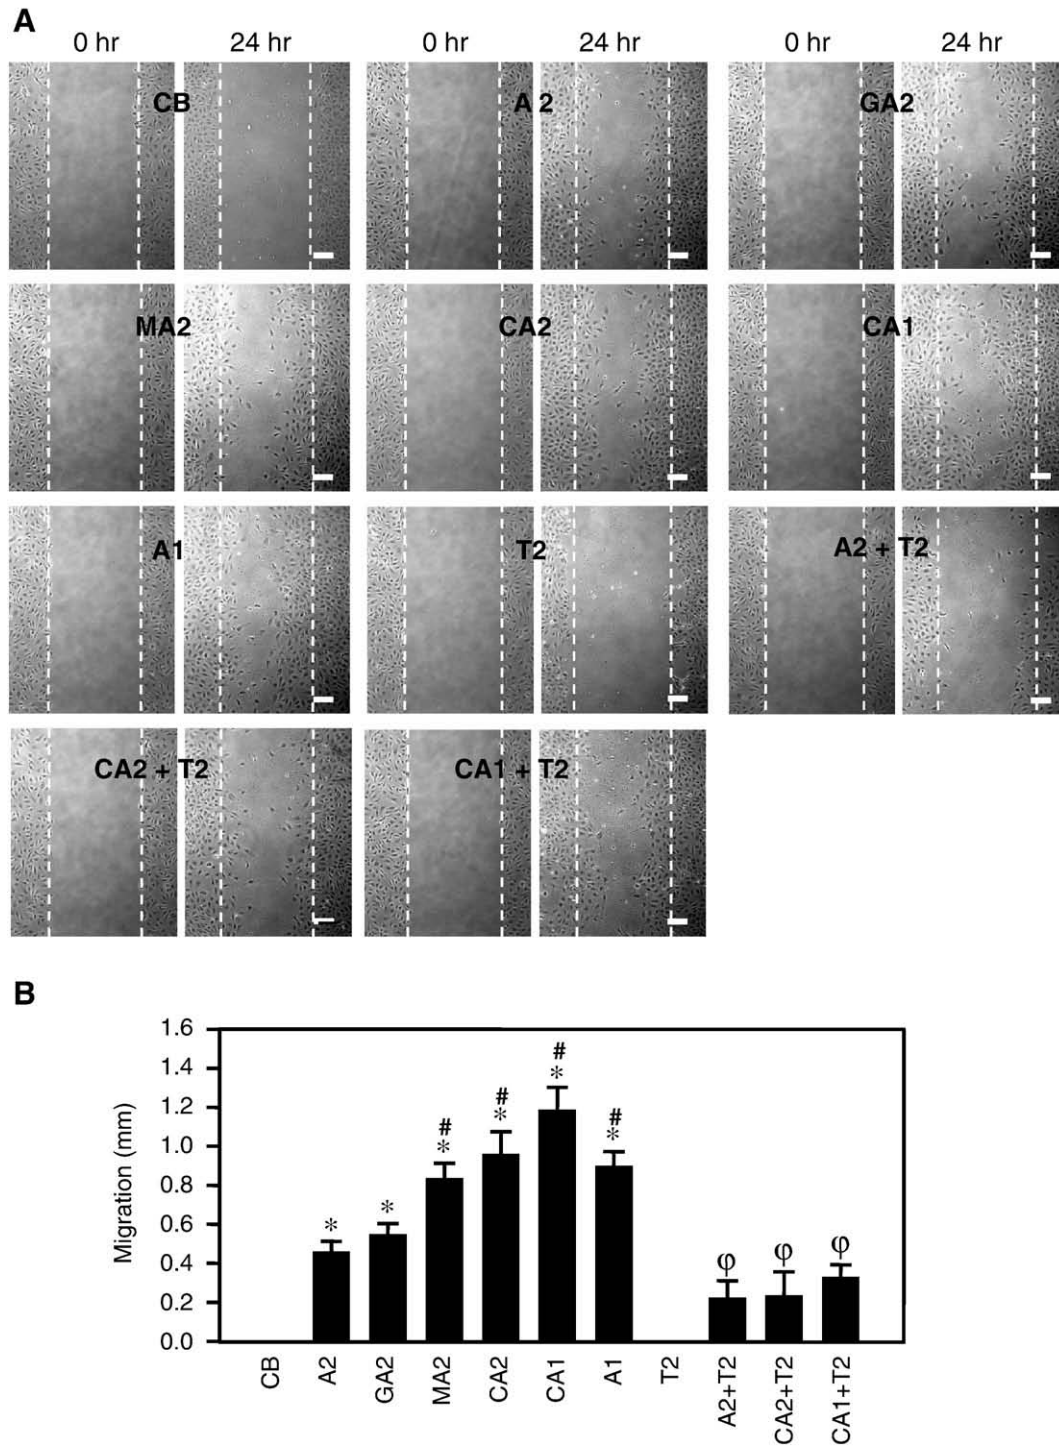 A
0 hr 24 hr 0 hr 24 hr 0 hr 24 hr
CB A 2 GA2
MA2 CA2 CA1
A1 T2 A2 + T2
CA2 + T2 CA1 + T2
B
1.6
1.4
1.2
1.0
0.8
0.6
0.4
0.2
0.0
Migration (mm)
*
*
#
*
#
*
#
*
#
*
φ
φ
φ
CB
A2
GA2
MA2
CA2
CA1
A1
T2
A2+T2
CA2+T2
CA1+T2